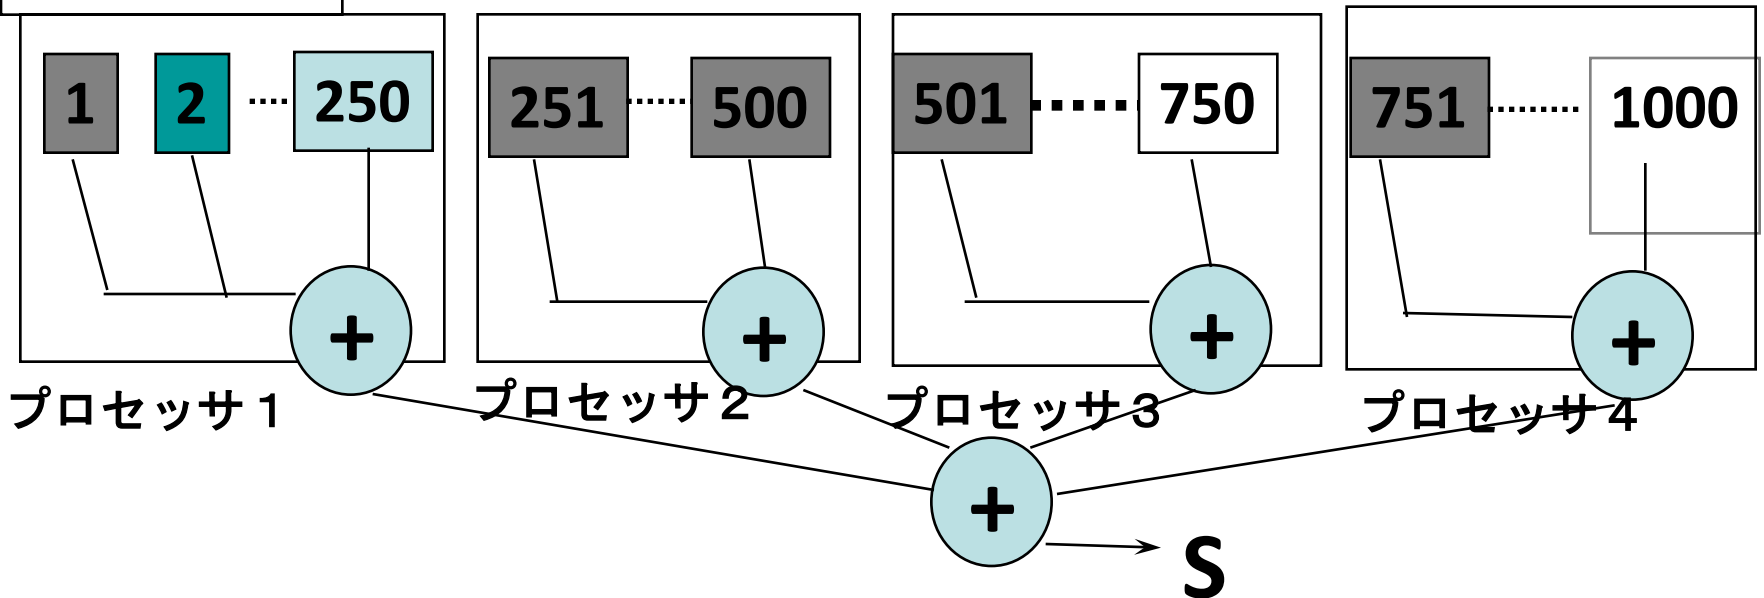 1 2 ..... 250 251 ...... 500 501 ..... 750 751 ......... 1000
+ + + +
プロセッサ1 プロセッサ2 プロセッサ3 プロセッサ4
+
S